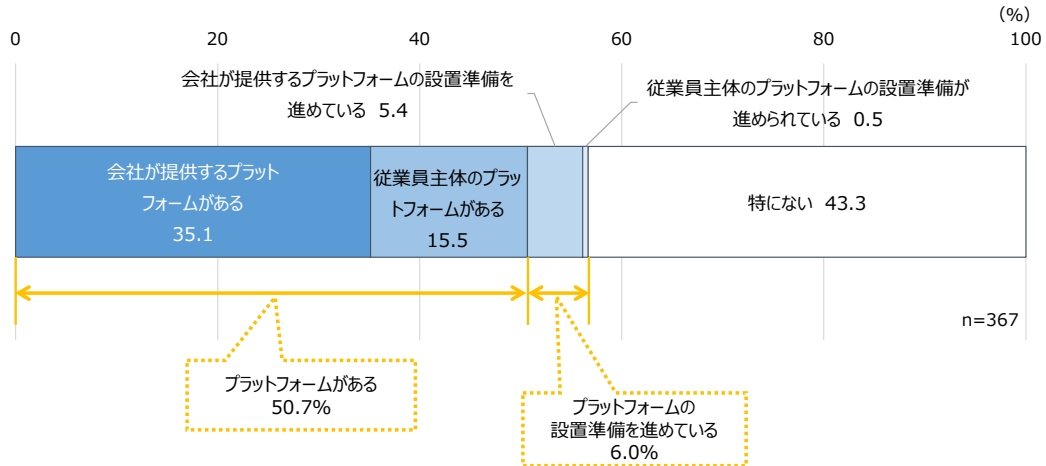 (%)
0 20 40 60 80 100
会社が提供するプラットフォームの設置準備を
進めている 5.4
従業員主体のプラットフォームの設置準備が
進められている 0.5
会社が提供するプラット
フォームがある
35.1
従業員主体のプラッ
トフォームがある
15.5
特にない 43.3
n=367
プラットフォームがある
50.7%
プラットフォームの
設置準備を進めている
6.0%